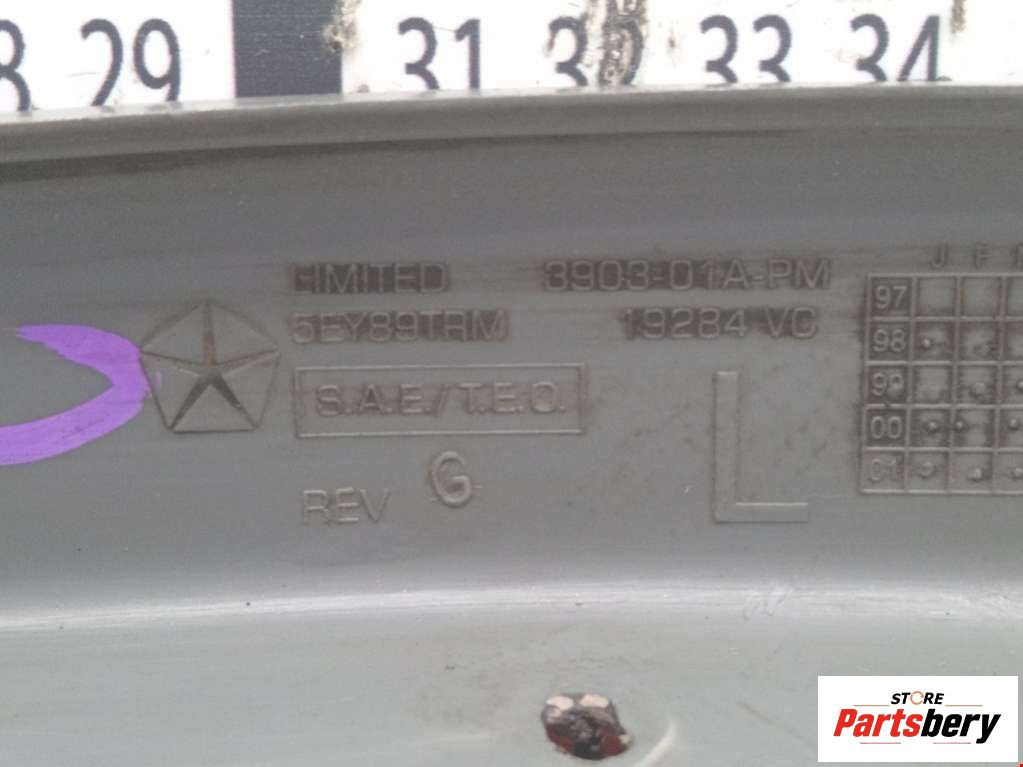 29 31 32 33 34
LIMITED 3903-01A-PM
5EY89TRM 19284 VC
S.A.E./T.E.O.
REV G
L
J F
97
98
99
00
01
STORE
Partsbery